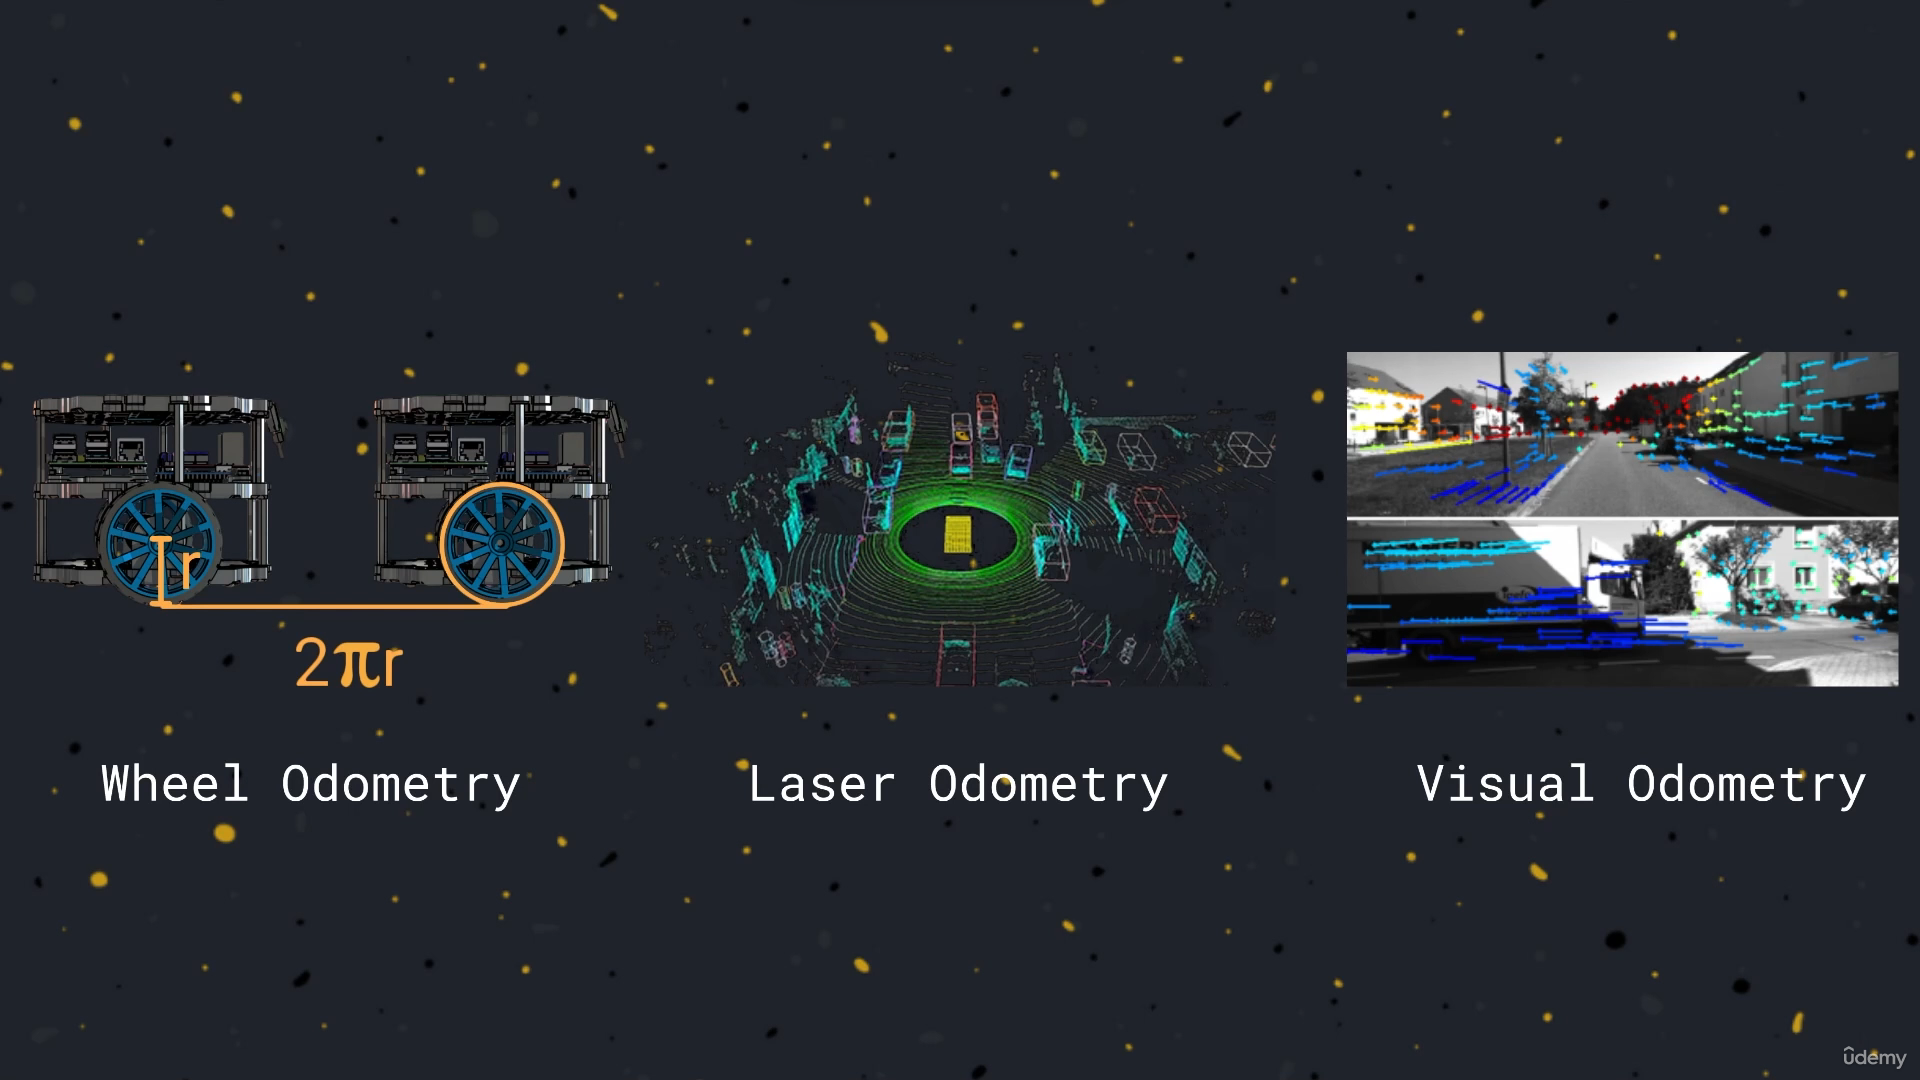 r
2πr
Wheel Odometry
Laser Odometry
Visual Odometry
ûdemy